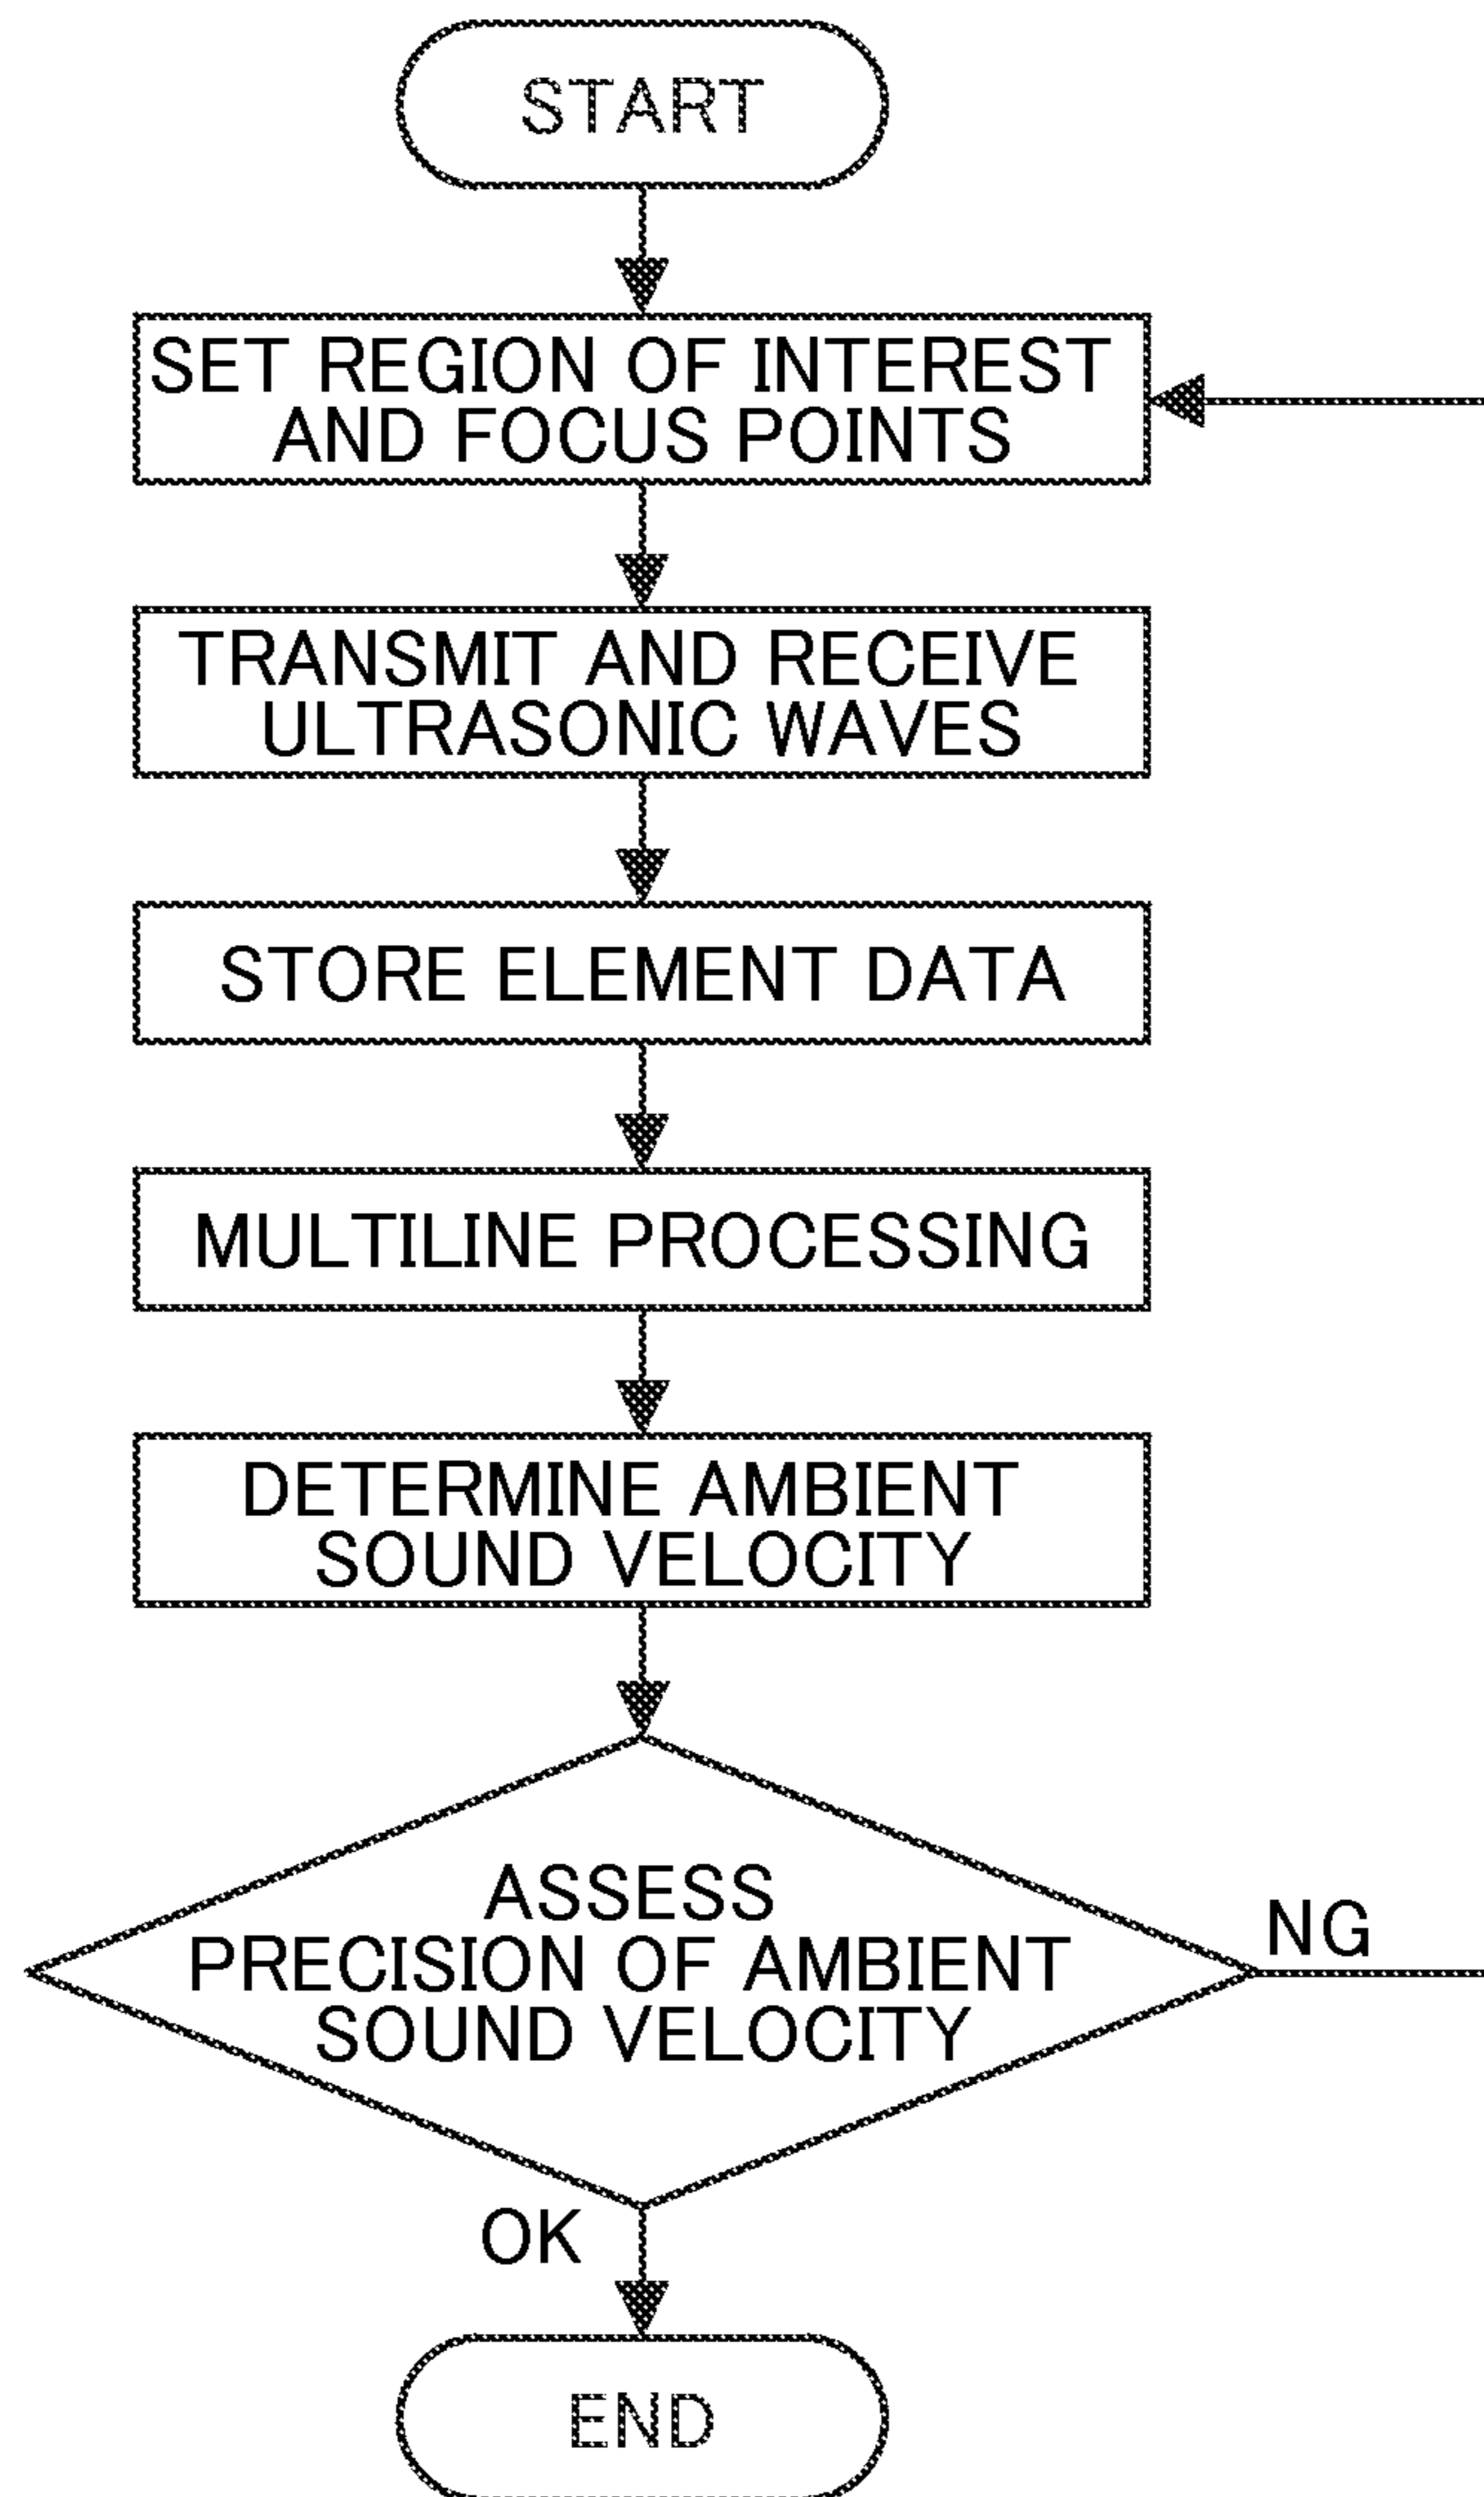 START
SET REGION OF INTEREST
AND FOCUS POINTS
TRANSMIT AND RECEIVE
ULTRASONIC WAVES
STORE ELEMENT DATA
MULTILINE PROCESSING
DETERMINE AMBIENT
SOUND VELOCITY
ASSESS
PRECISION OF AMBIENT
SOUND VELOCITY
NG
OK
END